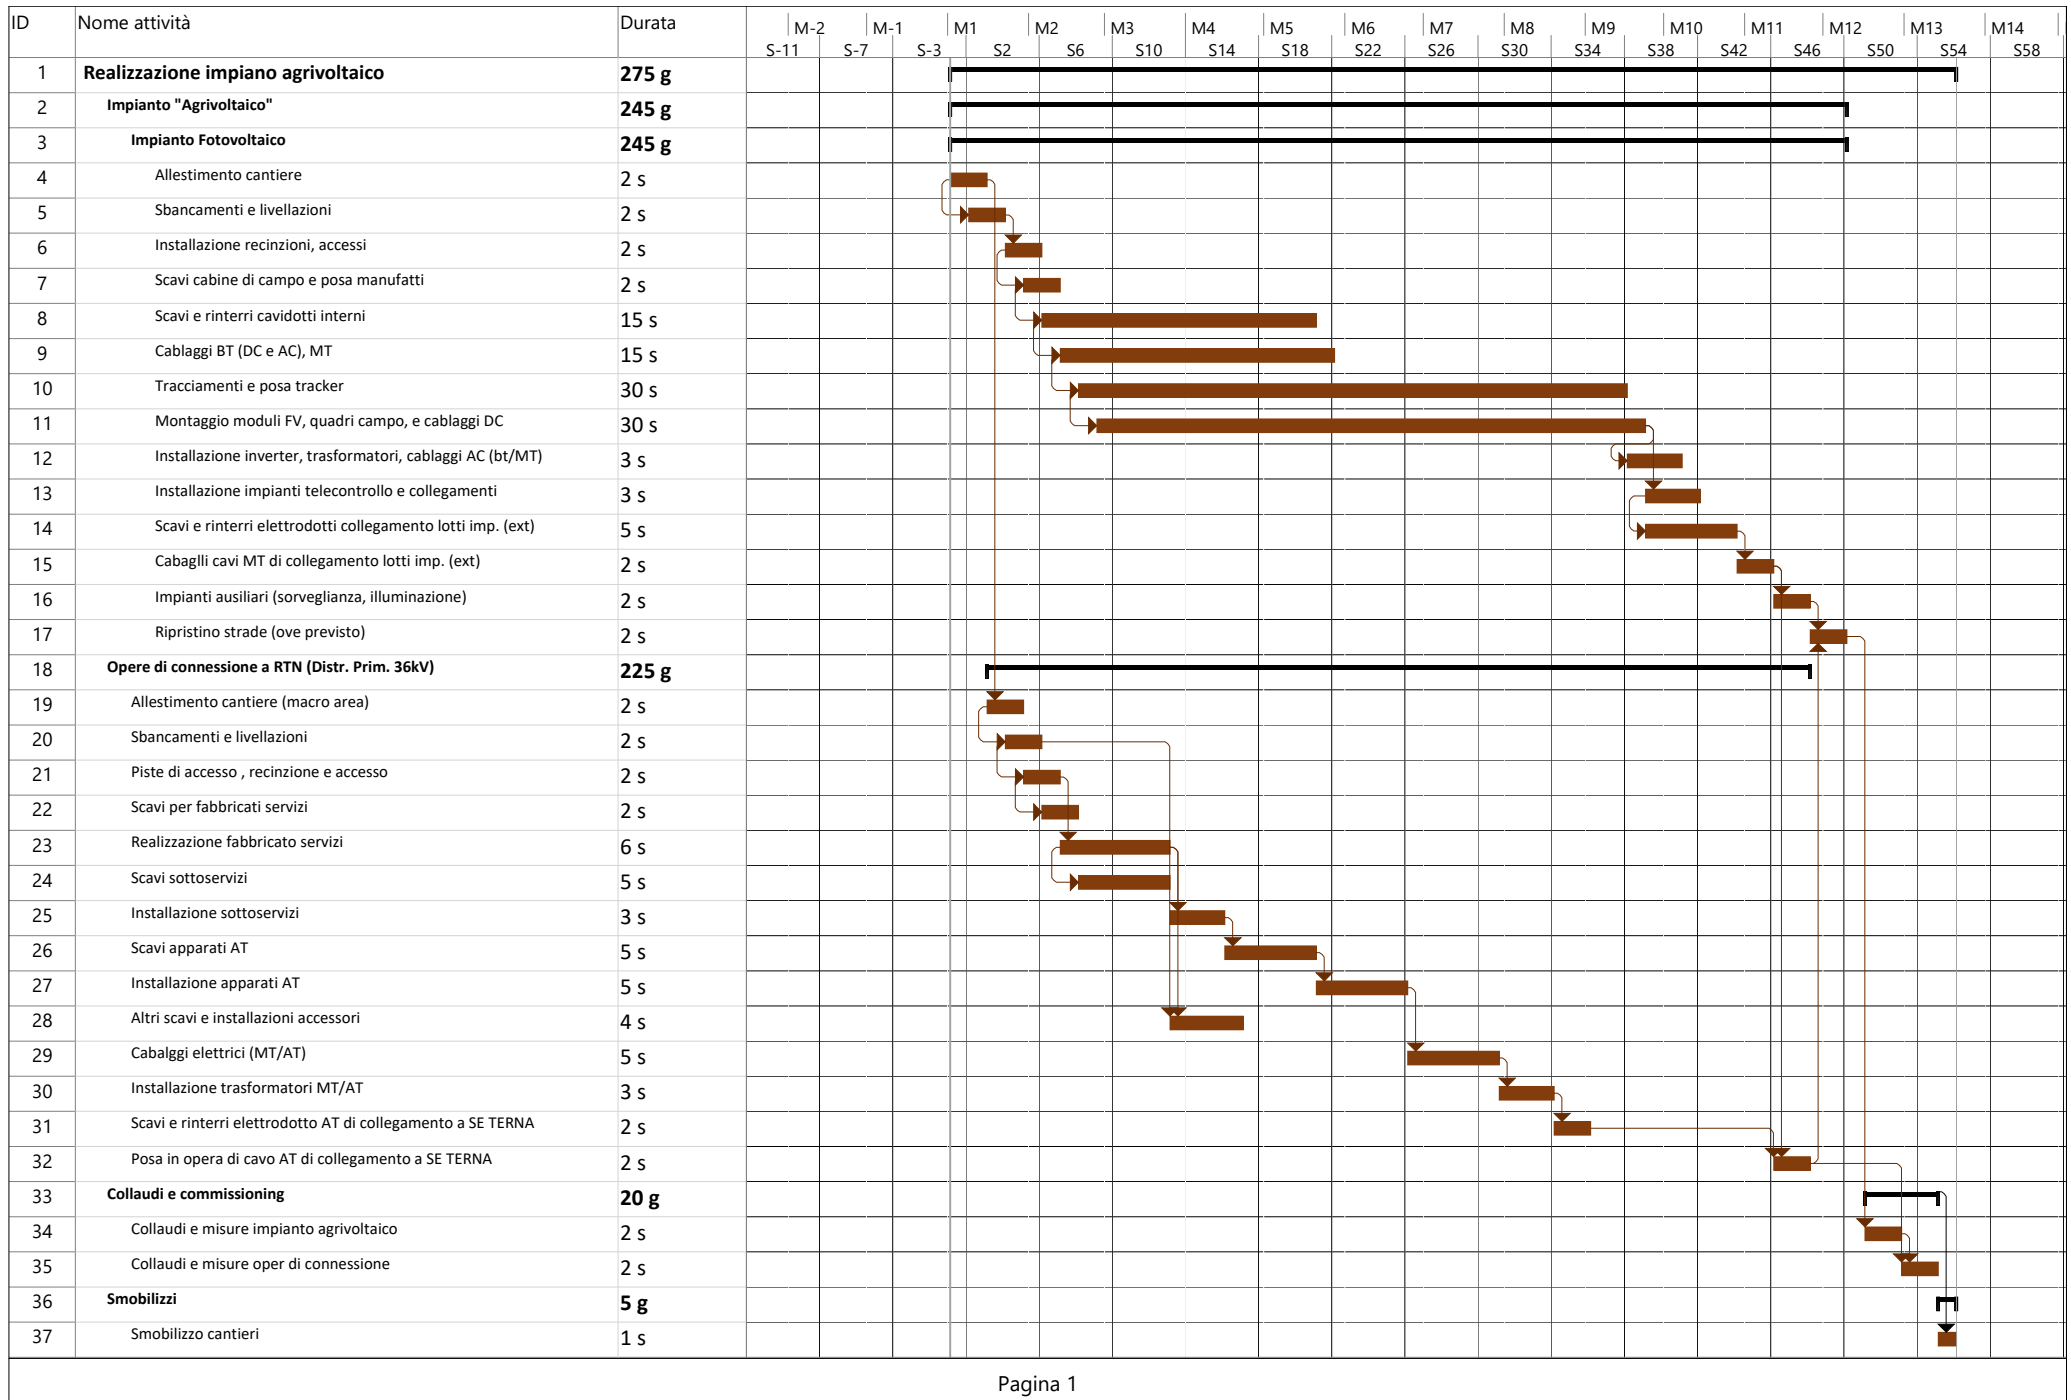 ID Nome attività Durata M-2 M-1 M1 M2 M3 M4 M5 M6 M7 M8 M9 M10 M11 M12 M13 M14
S-11 S-7 S-3 S2 S6 S10 S14 S18 S22 S26 S30 S34 S38 S42 S46 S50 S54 S58
1 Realizzazione impiano agrivoltaico 275 g
2 Impianto "Agrivoltaico" 245 g
3 Impianto Fotovoltaico 245 g
4 Allestimento cantiere 2 s
5 Sbancamenti e livellazioni 2 s
6 Installazione recinzioni, accessi 2 s
7 Scavi cabine di campo e posa manufatti 2 s
8 Scavi e rinterri cavidotti interni 15 s
9 Cablaggi BT (DC e AC), MT 15 s
10 Tracciamenti e posa tracker 30 s
11 Montaggio moduli FV, quadri campo, e cablaggi DC 30 s
12 Installazione inverter, trasformatori, cablaggi AC (bt/MT) 3 s
13 Installazione impianti telecontrollo e collegamenti 3 s
14 Scavi e rinterri elettrodotti collegamento lotti imp. (ext) 5 s
15 Cabaglli cavi MT di collegamento lotti imp. (ext) 2 s
16 Impianti ausiliari (sorveglianza, illuminazione) 2 s
17 Ripristino strade (ove previsto) 2 s
18 Opere di connessione a RTN (Distr. Prim. 36kV) 225 g
19 Allestimento cantiere (macro area) 2 s
20 Sbancamenti e livellazioni 2 s
21 Piste di accesso , recinzione e accesso 2 s
22 Scavi per fabbricati servizi 2 s
23 Realizzazione fabbricato servizi 6 s
24 Scavi sottoservizi 5 s
25 Installazione sottoservizi 3 s
26 Scavi apparati AT 5 s
27 Installazione apparati AT 5 s
28 Altri scavi e installazioni accessori 4 s
29 Cabalggi elettrici (MT/AT) 5 s
30 Installazione trasformatori MT/AT 3 s
31 Scavi e rinterri elettrodotto AT di collegamento a SE TERNA 2 s
32 Posa in opera di cavo AT di collegamento a SE TERNA 2 s
33 Collaudi e commissioning 20 g
34 Collaudi e misure impianto agrivoltaico 2 s
35 Collaudi e misure oper di connessione 2 s
36 Smobilizzi 5 g
37 Smobilizzo cantieri 1 s
Pagina 1